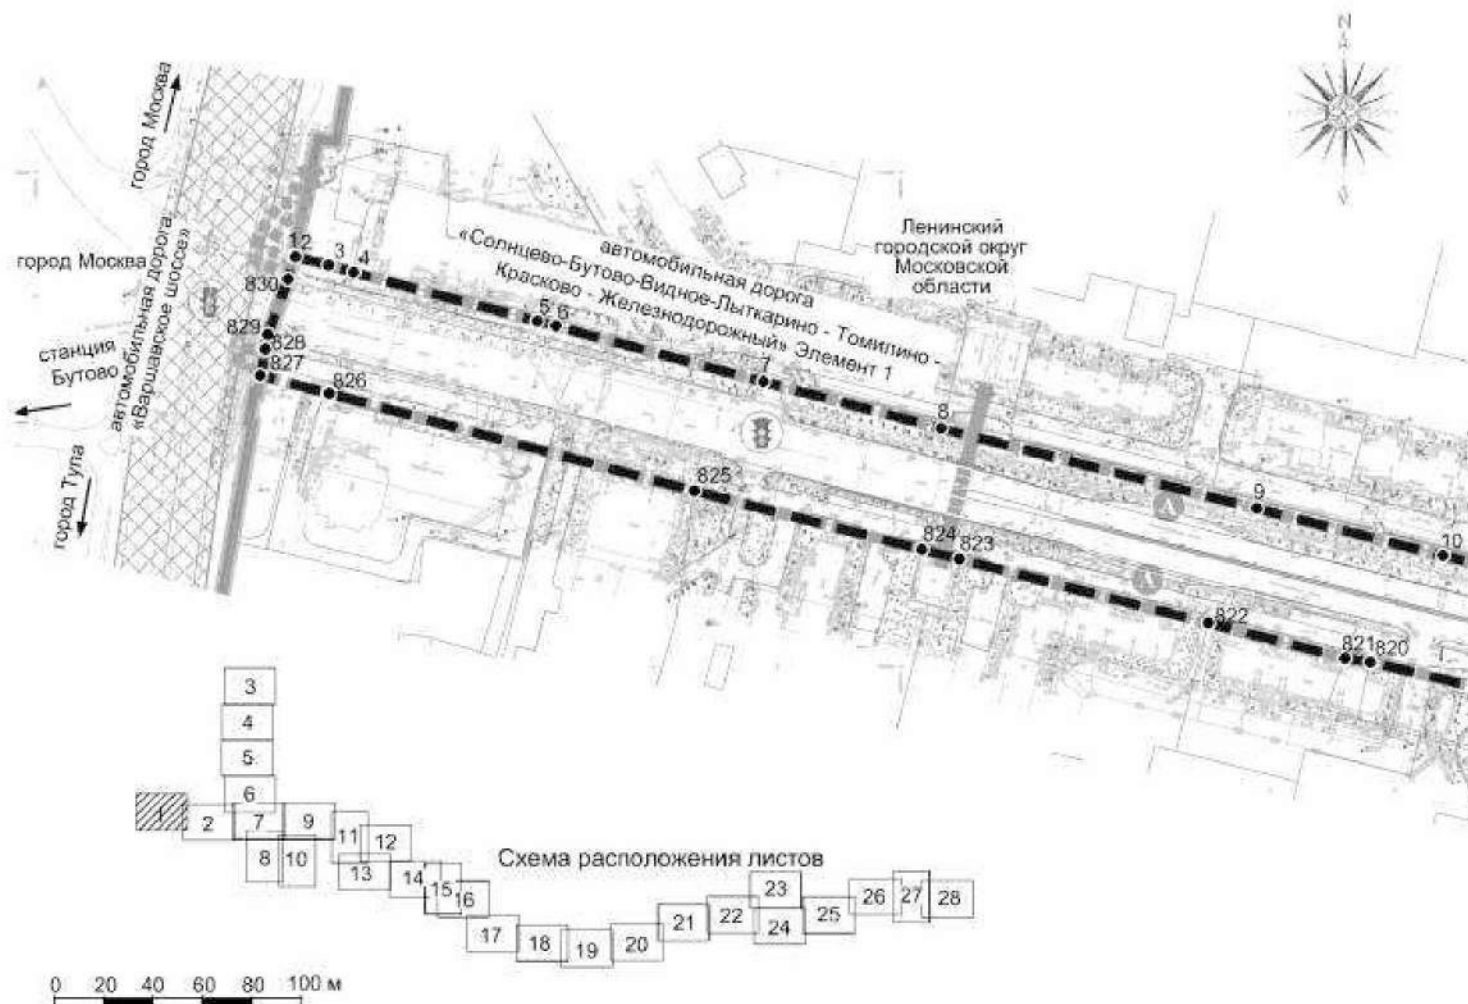 N
город Москва
город Москва
автомобильная дорога
«Варшавское шоссе»
станция
Бутово
город Тула
автомобильная дорога
«Солнцево-Бутово-Видное-Лыткарино - Томилино -
Красково - Железнодорожный» Элемент 1
Ленинский
городской округ
Московской
области
12
3
4
5
6
7
8
9
10
830
829
828
827
826
825
824
823
822
821
820
3
4
5
6
1
2
7
9
8
10
11
12
13
14
15
16
17
18
19
20
21
22
23
24
25
26
27
28
Схема расположения листов
0 20 40 60 80 100 м